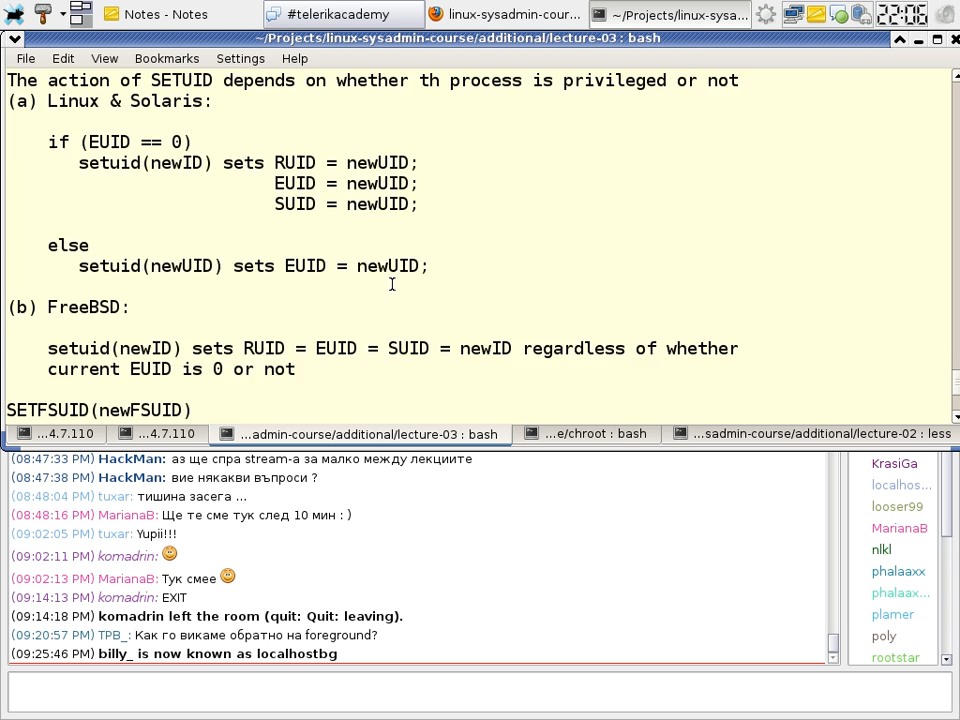 Notes - Notes
#telerikacademy
linux-sysadmin-cour...
~/Projects/linux-sysa...
22:06
~/Projects/linux-sysadmin-course/additional/lecture-03 : bash
File Edit View Bookmarks Settings Help
The action of SETUID depends on whether th process is privileged or not
(a) Linux & Solaris:
if (EUID == 0)
setuid(newID) sets RUID = newUID;
EUID = newUID;
SUID = newUID;
else
setuid(newUID) sets EUID = newUID;
(b) FreeBSD:
setuid(newID) sets RUID = EUID = SUID = newID regardless of whether
current EUID is 0 or not
SETFSUID(newFSUID)
...4.7.110
...4.7.110
...admin-course/additional/lecture-03 : bash
...e/chroot : bash
...sadmin-course/additional/lecture-02 : less
(08:47:33 PM) HackMan: аз ще спра stream-а за малко между лекциите
(08:47:38 PM) HackMan: вие някакви въпроси ?
(08:48:04 PM) tuxar: тишина засега ...
(08:48:16 PM) MarianaB: Ще те сме тук след 10 мин : )
(09:02:05 PM) tuxar: Yupii!!!
(09:02:11 PM) komadrin:
(09:02:13 PM) MarianaB: Тук смее
(09:14:13 PM) komadrin: EXIT
(09:14:18 PM) komadrin left the room (quit: Quit: leaving).
(09:20:57 PM) TPB_: Как го викаме обратно на foreground?
(09:25:46 PM) billy_ is now known as localhostbg
KrasiGa
localhos...
looser99
MarianaB
nlkl
phalaaxx
phalaax...
plamer
poly
rootstar